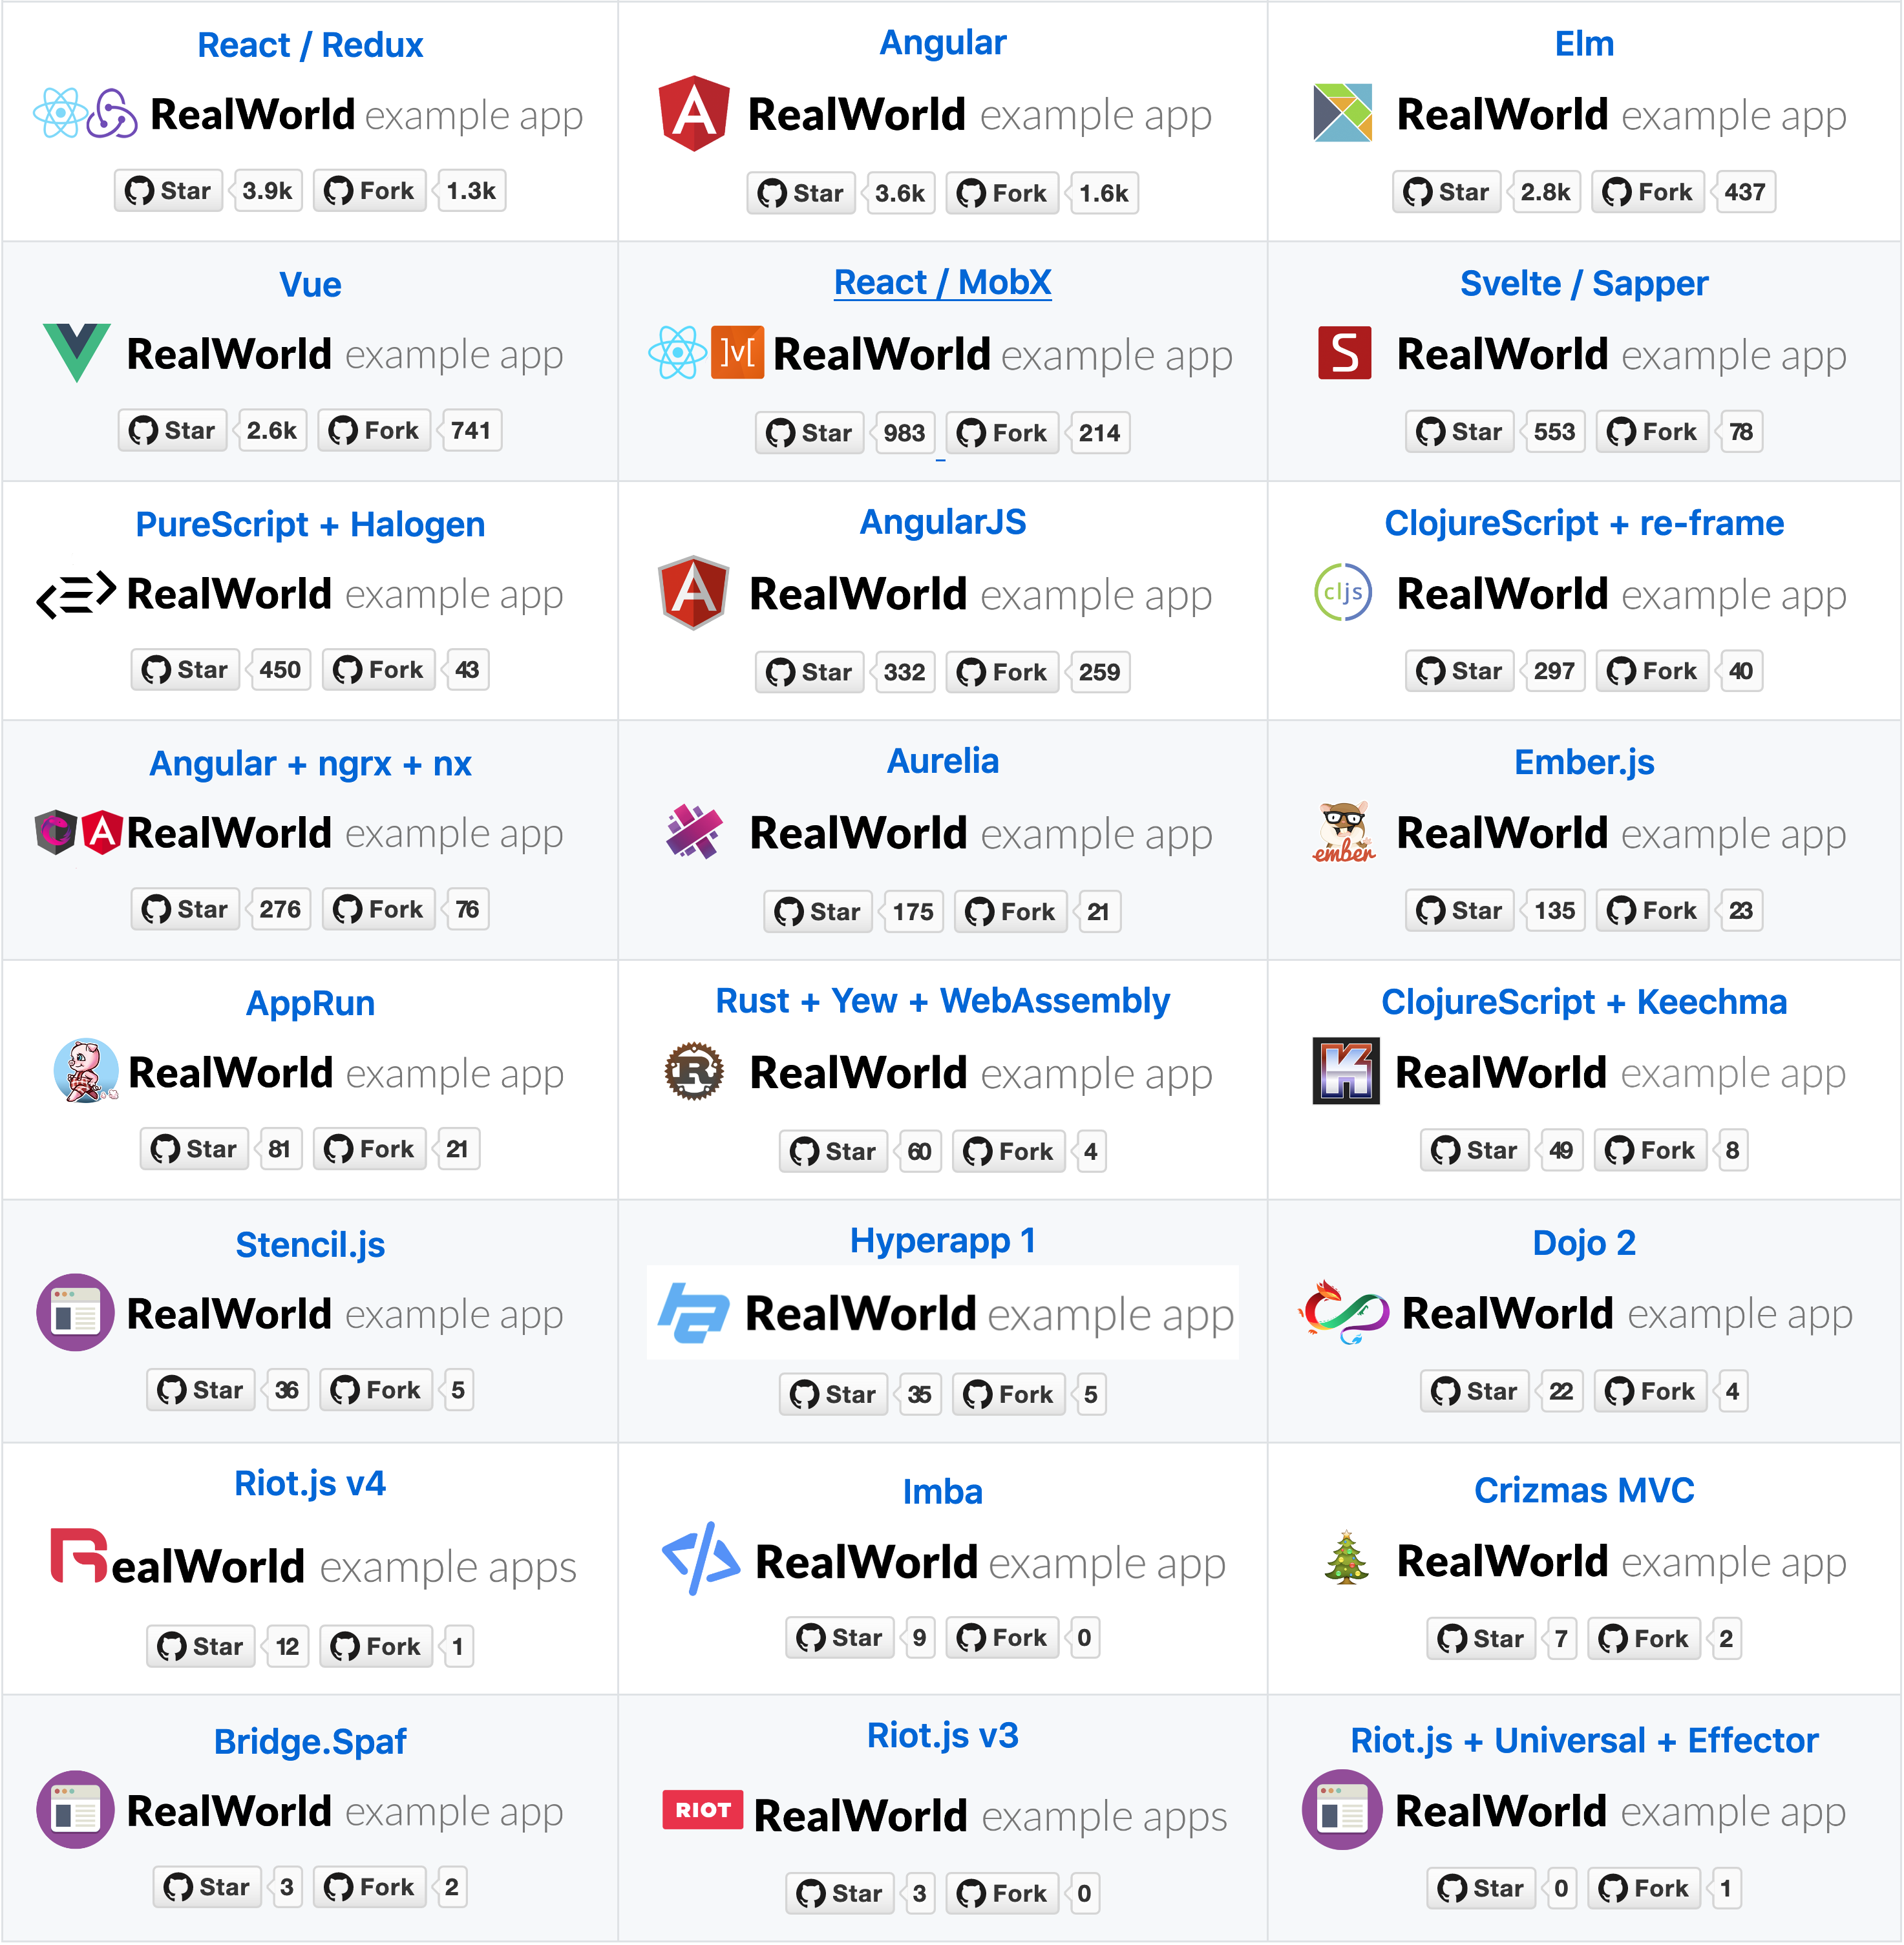 React / Redux
RealWorld example app
Star 3.9k Fork 1.3k
Angular
A RealWorld example app
Star 3.6k Fork 1.6k
Elm
RealWorld example app
Star 2.8k Fork 437
Vue
RealWorld example app
Star 2.6k Fork 741
React / MobX
]v[ RealWorld example app
Star 983 Fork 214
Svelte / Sapper
S RealWorld example app
Star 553 Fork 78
PureScript + Halogen
RealWorld example app
Star 450 Fork 43
AngularJS
A RealWorld example app
Star 332 Fork 259
ClojureScript + re-frame
cljs RealWorld example app
Star 297 Fork 40
Angular + ngrx + nx
A RealWorld example app
Star 276 Fork 76
Aurelia
RealWorld example app
Star 175 Fork 21
Ember.js
ember RealWorld example app
Star 135 Fork 23
AppRun
RealWorld example app
Star 81 Fork 21
Rust + Yew + WebAssembly
R RealWorld example app
Star 60 Fork 4
ClojureScript + Keechma
K RealWorld example app
Star 49 Fork 8
Stencil.js
RealWorld example app
Star 36 Fork 5
Hyperapp 1
RealWorld example app
Star 35 Fork 5
Dojo 2
RealWorld example app
Star 22 Fork 4
Riot.js v4
RealWorld example apps
Star 12 Fork 1
Imba
RealWorld example app
Star 9 Fork 0
Crizmas MVC
RealWorld example app
Star 7 Fork 2
Bridge.Spaf
RealWorld example app
Star 3 Fork 2
Riot.js v3
RIOT RealWorld example apps
Star 3 Fork 0
Riot.js + Universal + Effector
RealWorld example app
Star 0 Fork 1